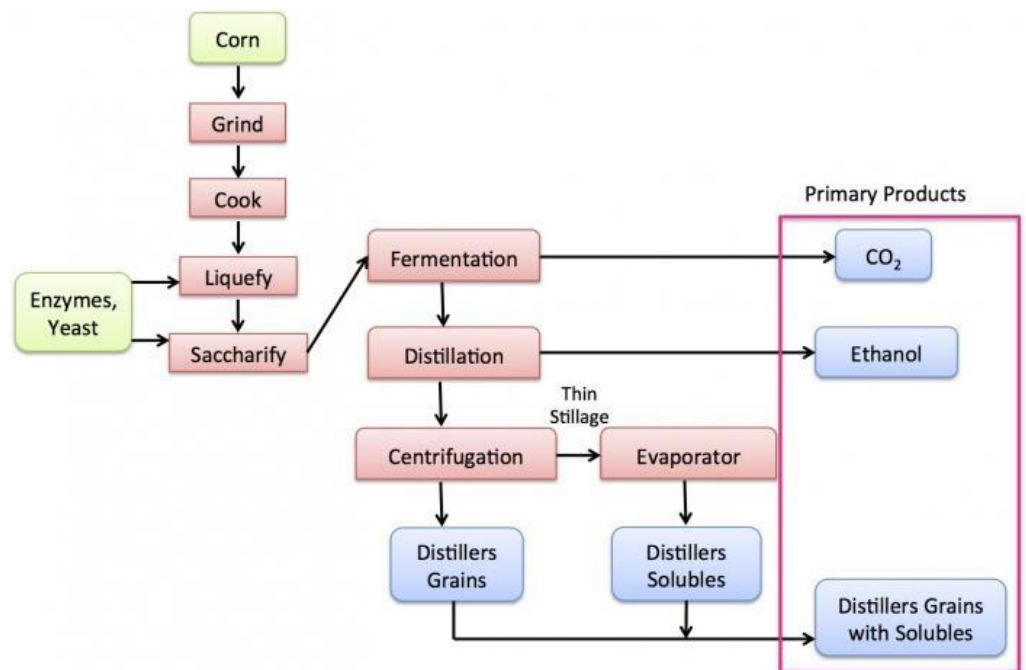 Corn
Grind
Cook
Primary Products
Liquefy
Fermentation
CO₂
Enzymes,
Yeast
Saccharify
Distillation
Ethanol
Thin
Stillage
Centrifugation
Evaporator
Distillers
Grains
Distillers
Solubles
Distillers Grains
with Solubles